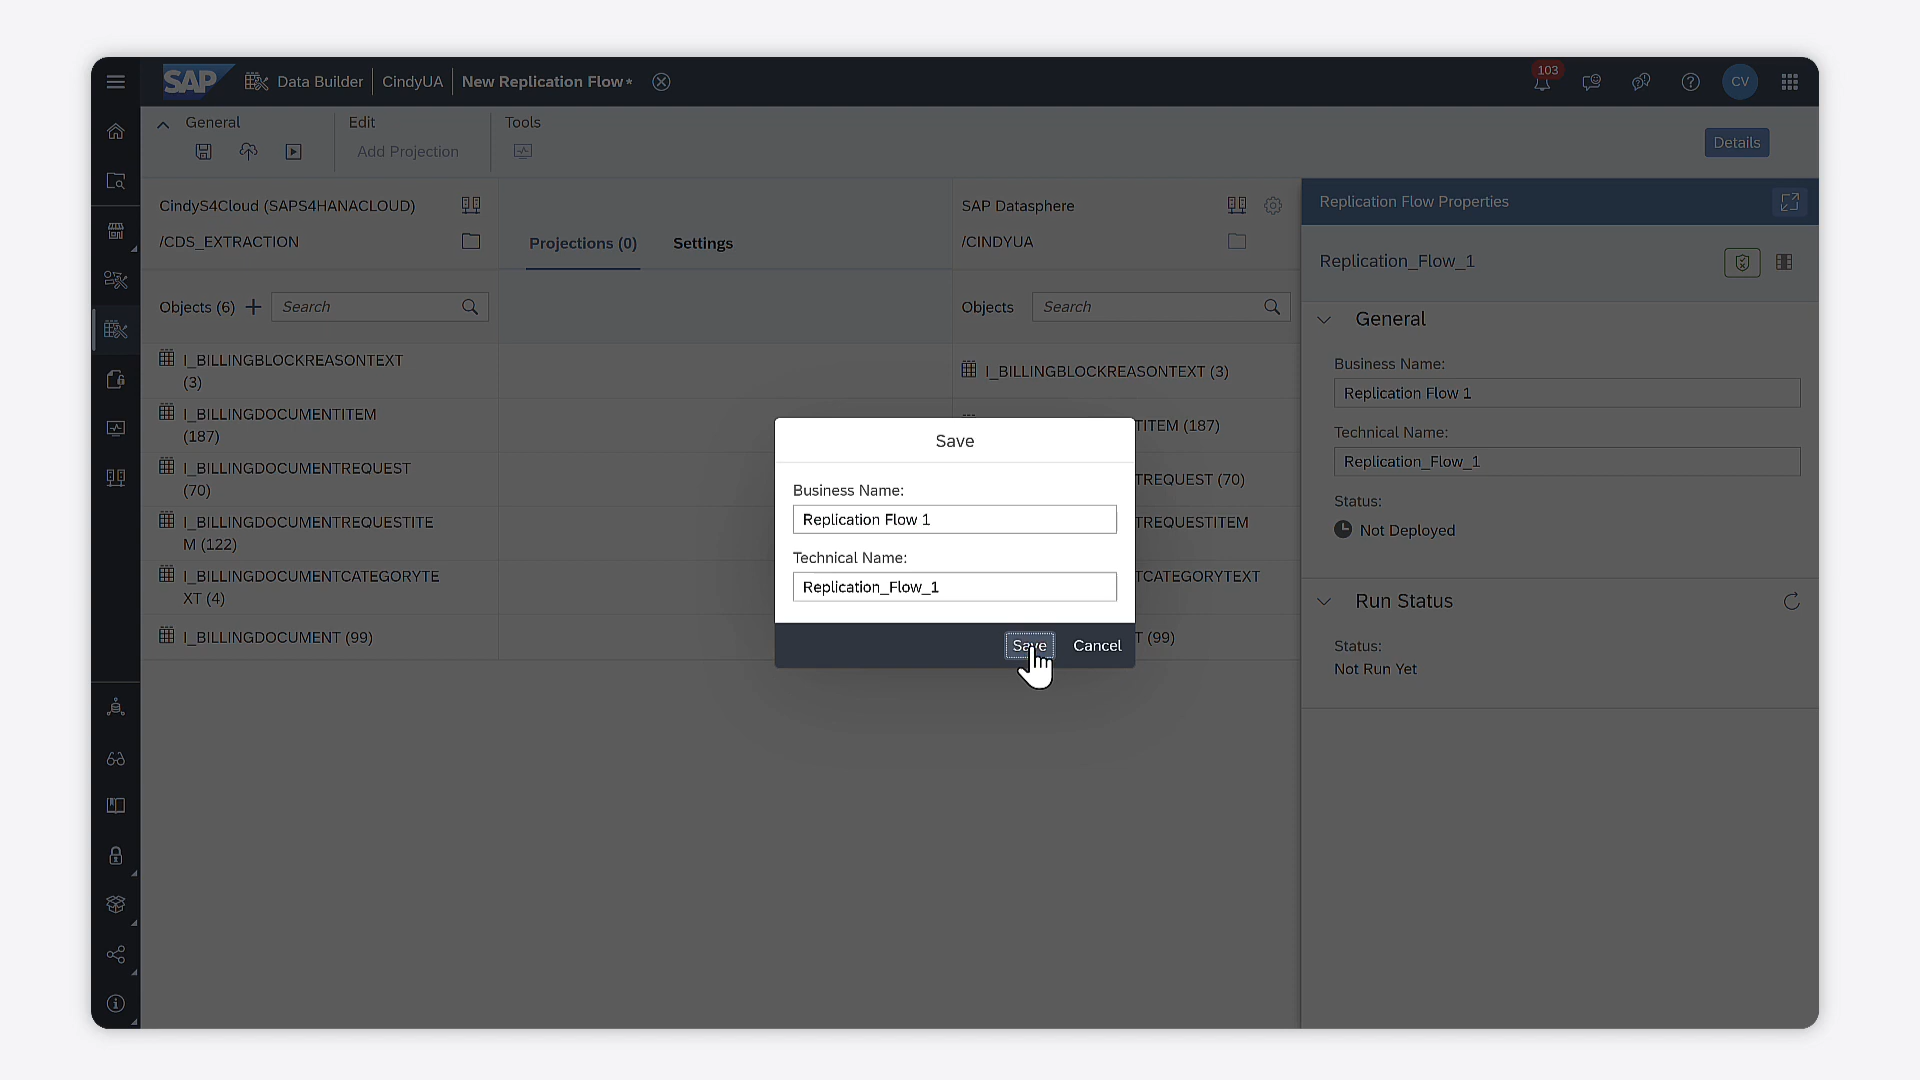 SAP Data Builder CindyUA New Replication Flow* 103 CV
General Edit Tools
Add Projection Details
CindyS4Cloud (SAPS4HANACLOUD)
/CDS_EXTRACTION
Objects (6) Search
I_BILLINGBLOCKREASONTEXT
(3)
I_BILLINGDOCUMENTITEM
(187)
I_BILLINGDOCUMENTREQUEST
(70)
I_BILLINGDOCUMENTREQUESTITE
M (122)
I_BILLINGDOCUMENTCATEGORYTE
XT (4)
I_BILLINGDOCUMENT (99)
Projections (0) Settings
SAP Datasphere
/CINDYUA
Objects Search
I_BILLINGBLOCKREASONTEXT (3)
TITEM (187)
TREQUEST (70)
TREQUESTITEM
TCATEGORYTEXT
T (99)
Save
Business Name:
Replication Flow 1
Technical Name:
Replication_Flow_1
Save Cancel
Replication Flow Properties
Replication_Flow_1
General
Business Name:
Replication Flow 1
Technical Name:
Replication_Flow_1
Status:
Not Deployed
Run Status
Status:
Not Run Yet